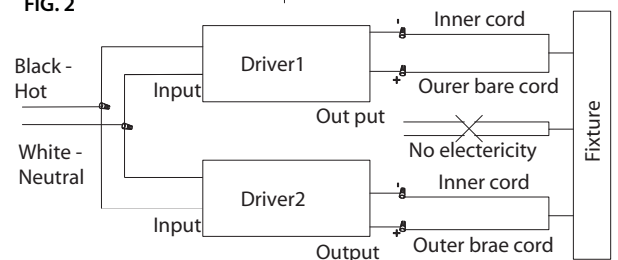 FIG. 2
Inner cord
Black -
Hot
Driver1
Input
Ourer bare cord
Out put
White -
Neutral
No electericity
Fixture
Inner cord
Driver2
Input
Outer brae cord
Output
-
+
-
+